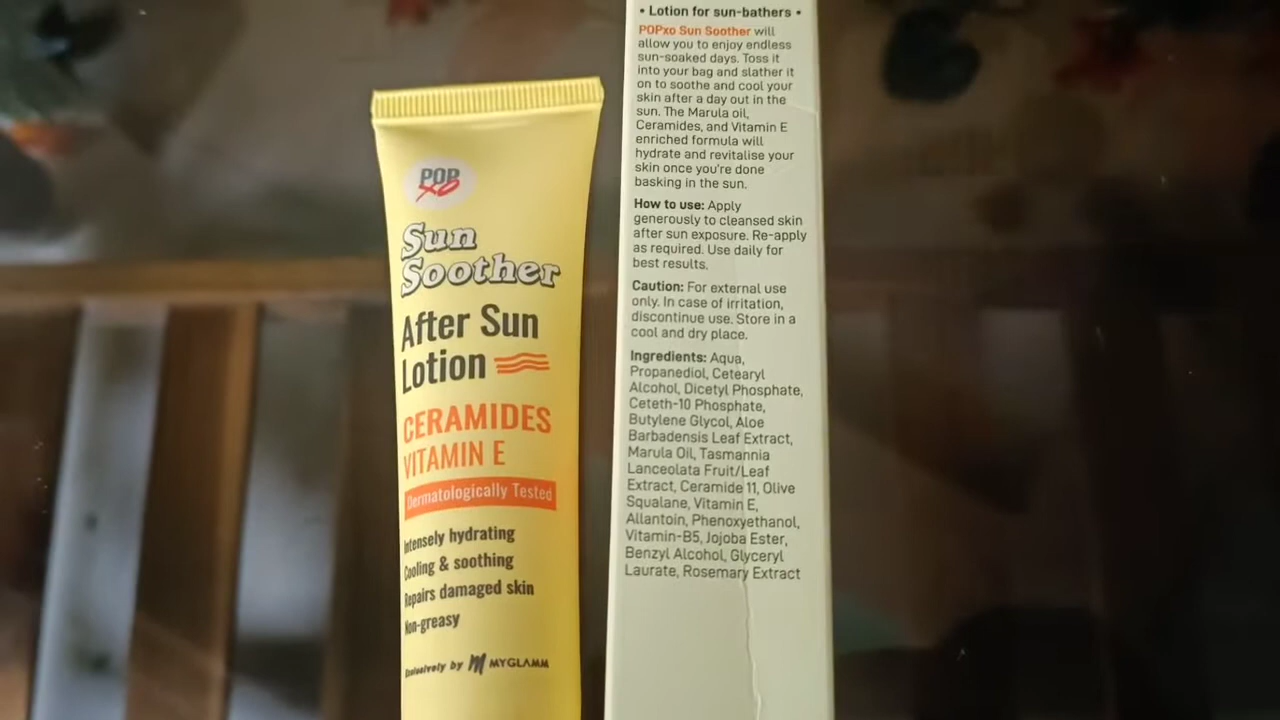 POP
XO
Sun
Soother
After Sun
Lotion
CERAMIDES
VITAMIN E
Dermatologically Tested
Intensely hydrating
Cooling & soothing
Repairs damaged skin
Non-greasy
Exclusively by M MYGLAMM
• Lotion for sun-bathers •
POPxo Sun Soother will
allow you to enjoy endless
sun-soaked days. Toss it
into your bag and slather it
on to soothe and cool your
skin after a day out in the
sun. The Marula oil,
Ceramides, and Vitamin E
enriched formula will
hydrate and revitalise your
skin once you're done
basking in the sun.
How to use: Apply
generously to cleansed skin
after sun exposure. Re-apply
as required. Use daily for
best results.
Caution: For external use
only. In case of irritation,
discontinue use. Store in a
cool and dry place.
Ingredients: Aqua,
Propanediol, Cetearyl
Alcohol, Dicetyl Phosphate,
Ceteth-10 Phosphate,
Butylene Glycol, Aloe
Barbadensis Leaf Extract,
Marula Oil, Tasmannia
Lanceolata Fruit/Leaf
Extract, Ceramide 11, Olive
Squalane, Vitamin E,
Allantoin, Phenoxyethanol,
Vitamin-B5, Jojoba Ester,
Benzyl Alcohol, Glyceryl
Laurate, Rosemary Extract